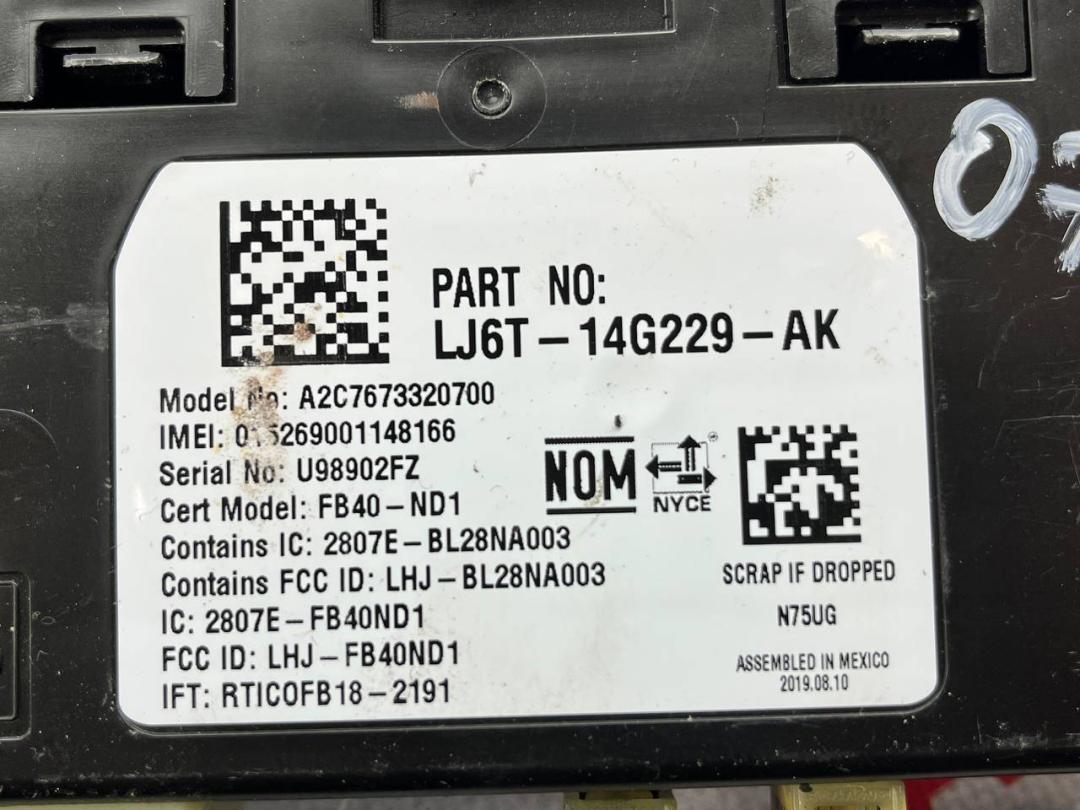 PART NO:
LJ6T-14G229-AK
Model No: A2C7673320700
IMEI: 015269001148166
Serial No: U98902FZ
Cert Model: FB40-ND1
Contains IC: 2807E-BL28NA003
Contains FCC ID: LHJ-BL28NA003
IC: 2807E-FB40ND1
FCC ID: LHJ-FB40ND1
IFT: RTICOFB18-2191
NOM
NYCE
SCRAP IF DROPPED
N75UG
ASSEMBLED IN MEXICO
2019.08.10